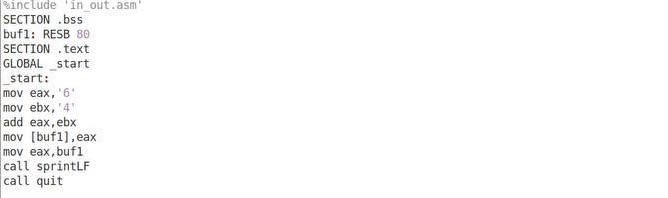 %include 'in_out.asm'
SECTION .bss
buf1: RESB 80
SECTION .text
GLOBAL _start
_start:
mov eax,'6'
mov ebx,'4'
add eax,ebx
mov [buf1],eax
mov eax,buf1
call sprintLF
call quit